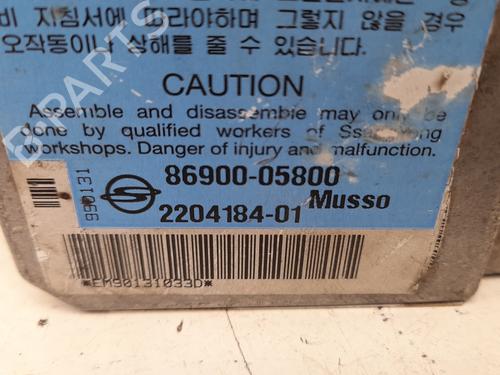 비 지침서에 따라야하며 그렇지 않을 경우
오작동이나 상해를 줄 수 있습니다.
CAUTION
Assemble and disassemble may only be
done by qualified workers of SsangYong
workshops. Danger of injury and malfunction.
990131
86900-05800
2204184-01 Musso
*EM90131033D*
B-PARTS